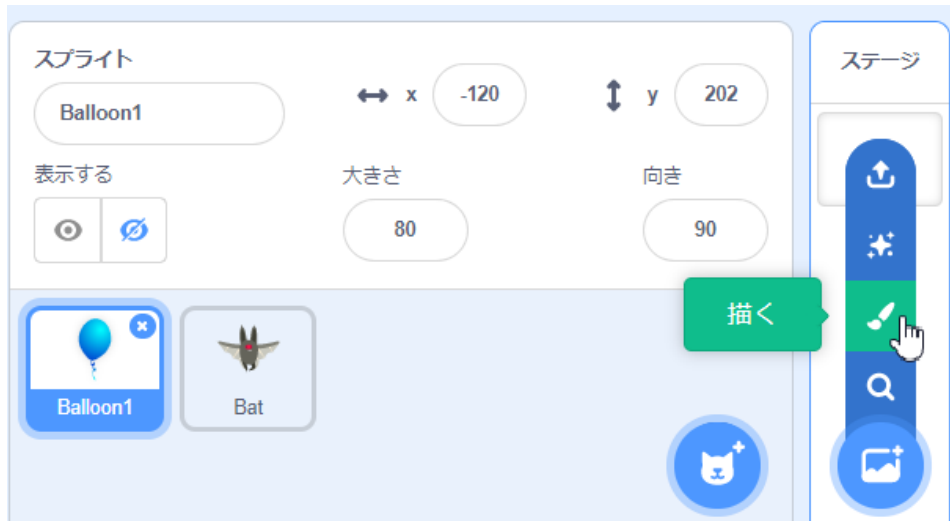 スプライト
Balloon1
x
-120
y
202
ステージ
表示する
大きさ
80
向き
90
描く
Balloon1
Bat